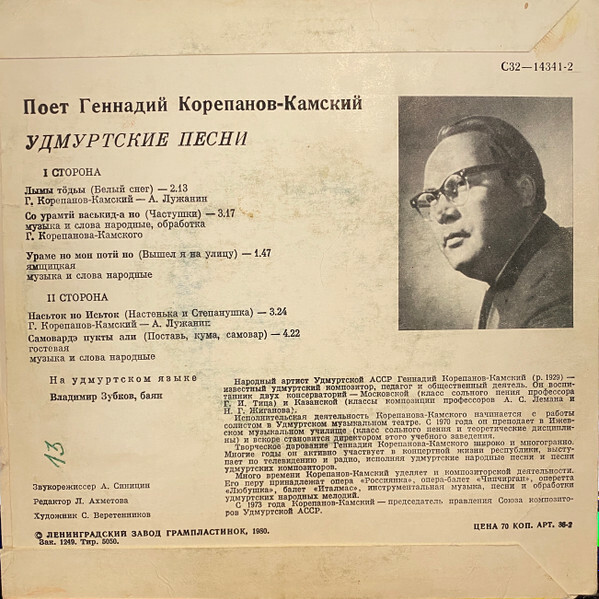 С32—14341-2
Поет Геннадий Корепанов-Камский
УДМУРТСКИЕ ПЕСНИ
I СТОРОНА
Лымы тӧдьы (Белый снег) — 2.13
Г. Корепанов-Камский — А. Лужанин
Со урамтӥ васькид-а но (Частушки) — 3.17
музыка и слова народные, обработка
Г. Корепанова-Камского
Ураме но мон потӥ но (Вышел я на улицу) — 1.47
ямщицкая
музыка и слова народные
II СТОРОНА
Насьток но Исьток (Настенька и Степанушка) — 3.24
Г. Корепанов-Камский — А. Лужанин
Самовардэ пукты али (Поставь, кума, самовар) — 4.22
гостевая
музыка и слова народные
На удмуртском языке
Владимир Зубков, баян
13
Звукорежиссер А. Синицин
Редактор Л. Ахметова
Художник С. Веретенников
Народный артист Удмуртской АССР Геннадий Корепанов-Камский (р. 1929) —
известный удмуртский композитор, педагог и общественный деятель. Он воспи-
танник двух консерваторий — Московской (класс сольного пения профессора
Г. И. Тица) и Казанской (классы композиции профессоров А. С. Лемана и
Н. Г. Жиганова).
Исполнительская деятельность Корепанова-Камского начинается с работы
солистом в Удмуртском музыкальном театре. С 1970 года он преподает в Ижев-
ском музыкальном училище (класс сольного пения и теоретические дисципли-
ны) и вскоре становится директором этого учебного заведения.
Творческое дарование Геннадия Корепанова-Камского широко и многогранно.
Многие годы он активно участвует в концертной жизни республики, высту-
пает по телевидению и радио, исполняя удмуртские народные песни и песни
удмуртских композиторов.
Много времени Корепанов-Камский уделяет и композиторской деятельности.
Его перу принадлежат опера «Россиянка», опера-балет «Чипчирган», оперетта
«Любушка», балет «Италмас», инструментальная музыка, песни и обработки
удмуртских народных мелодий.
С 1973 года Корепанов-Камский — председатель правления Союза композито-
ров Удмуртской АССР.
© ЛЕНИНГРАДСКИЙ ЗАВОД ГРАМПЛАСТИНОК, 1980.
Зак. 1249. Тир. 5050.
ЦЕНА 70 КОП. АРТ. 36-2